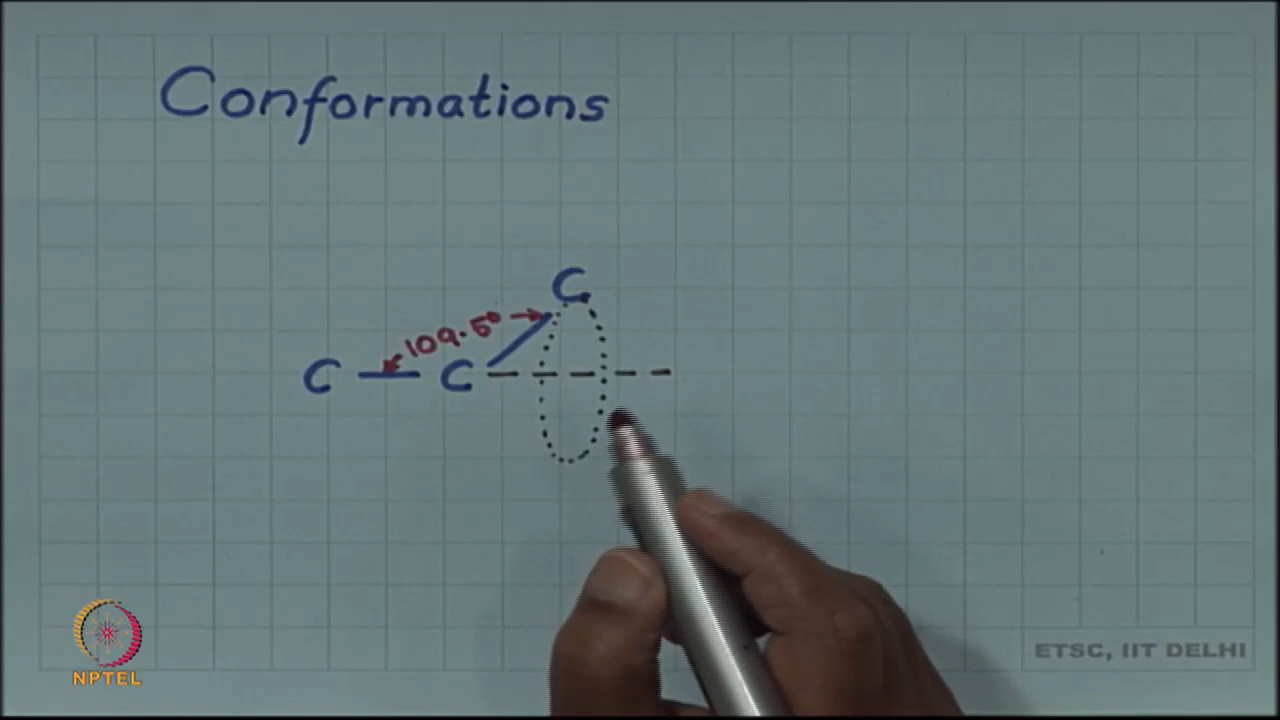 Conformations
C
109.5°
C — C
NPTEL
ETSC, IIT DELHI